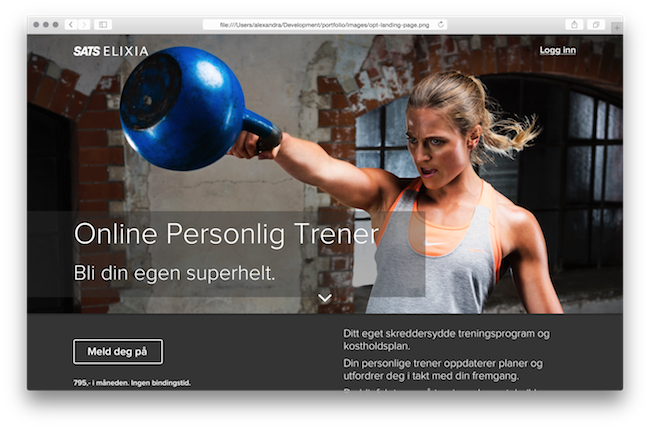 file:///Users/alexandra/Development/portfolio/images/opt-landing-page.png
SATS ELIXIA
Logg inn
Online Personlig Trener
Bli din egen superhelt.
Ditt eget skreddersydde treningsprogram og
kostholdsplan.
Din personlige trener oppdaterer planer og
utfordrer deg i takt med din fremgang.
Meld deg på
795,- i måneden. Ingen bindingstid.